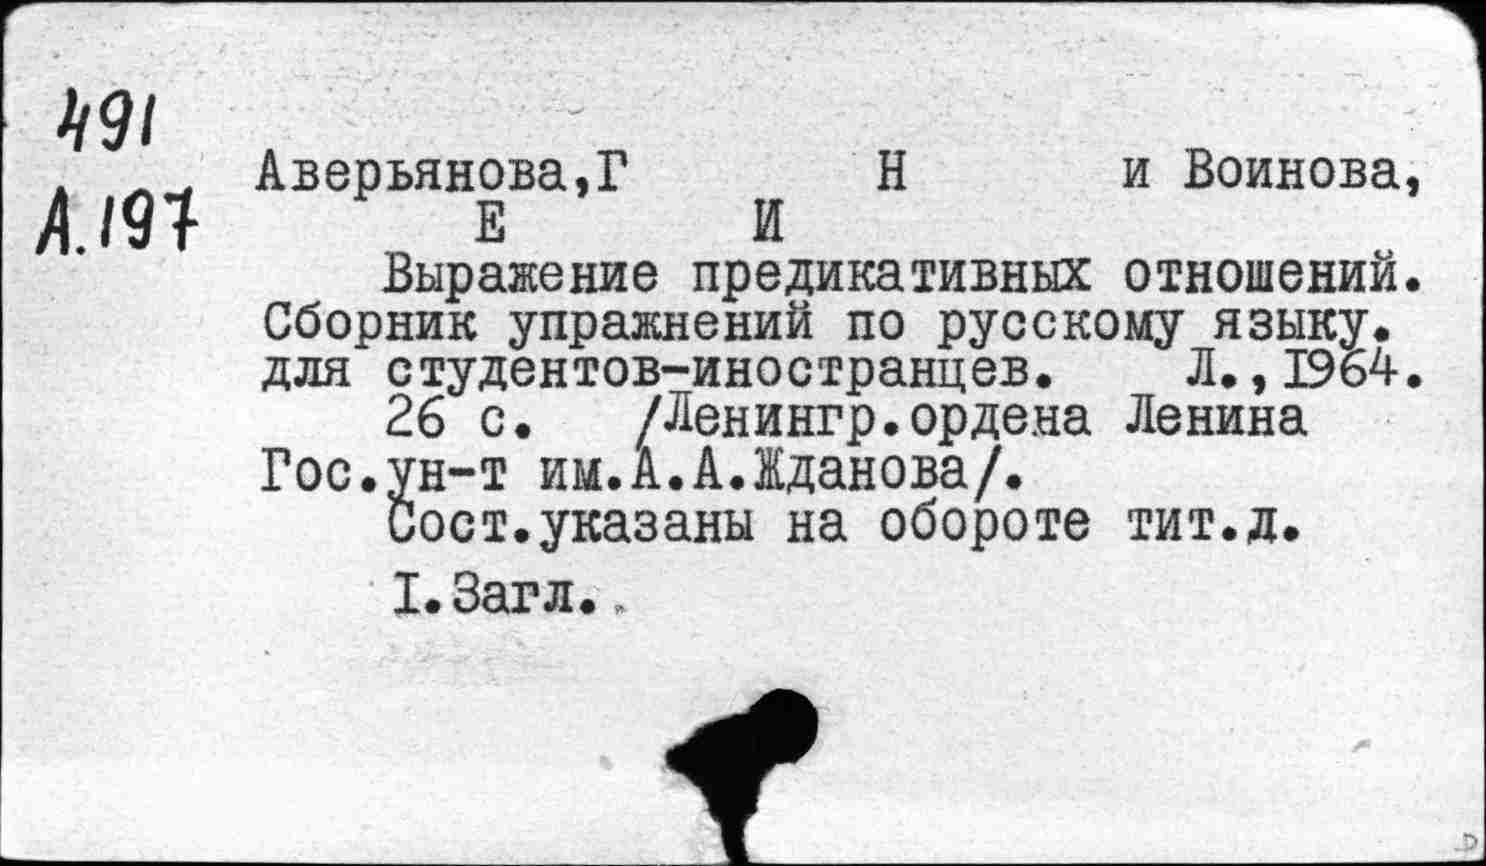 491
А.197
Аверьянова,Г Н и Воинова,
Е И
Выражение предикативных отношений.
Сборник упражнений по русскому языку.
для студентов-иностранцев. Л.,1964.
26 с. /Ленингр.ордена Ленина
Гос.ун-т им.А.А.Жданова/.
Сост.указаны на обороте тит.л.
I.Загл.